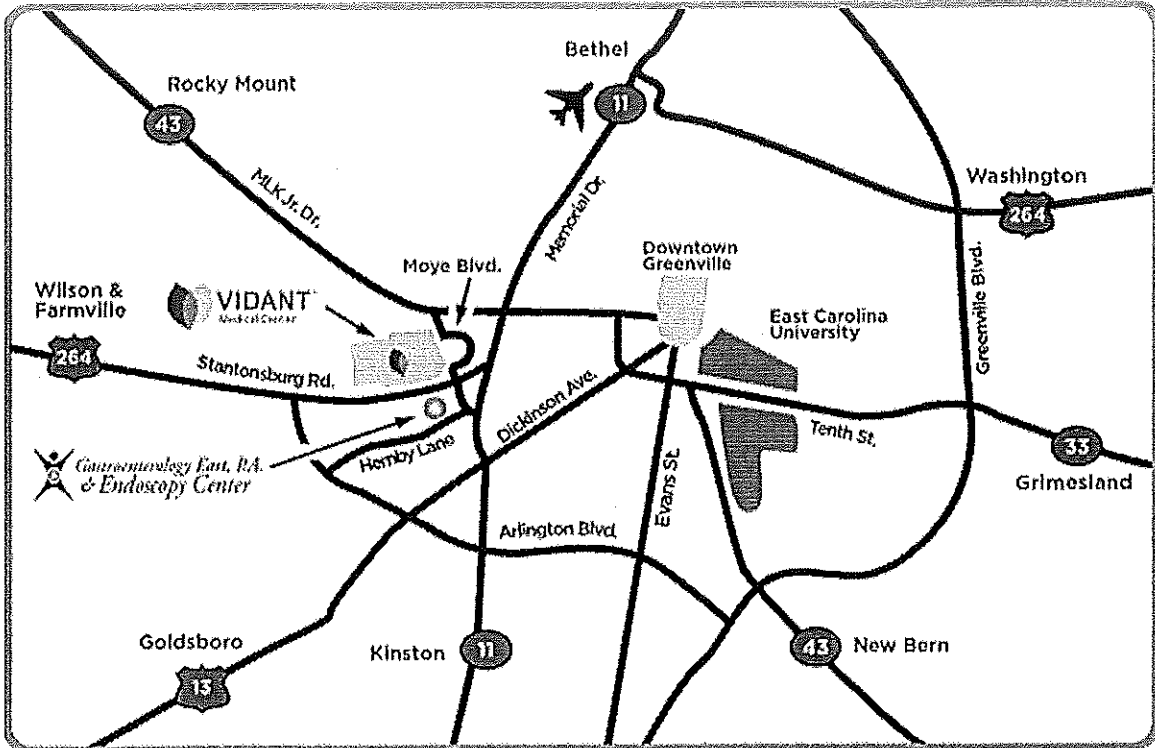 Bethel
11
Rocky Mount
43
MLK Jr. Dr.
Memorial Dr.
Washington
264
Moye Blvd.
Downtown
Greenville
Wilson &
Farmville
VIDANT
Medical Center
East Carolina
University
Greenville Blvd.
264
Stantonsburg Rd.
Dickinson Ave.
Hemby Lane
Tenth St.
33
Grimesland
Gastroenterology East, P.A.
& Endoscopy Center
Evans St.
Arlington Blvd.
Goldsboro
13
Kinston
11
43
New Bern